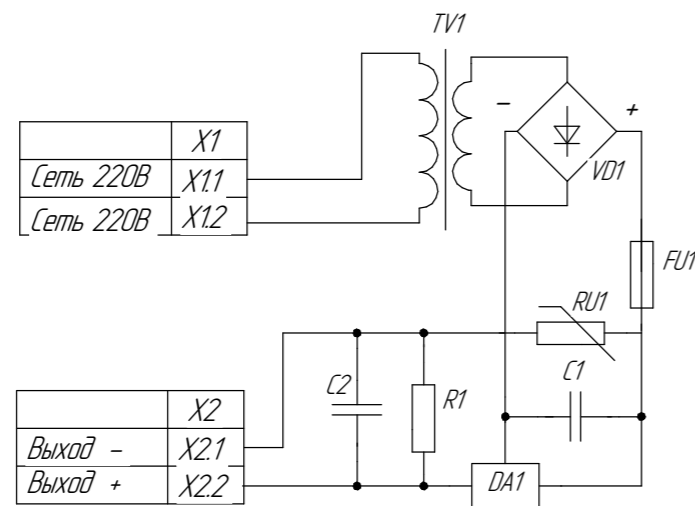 TV1
X1
Сеть 220В X1.1
Сеть 220В X1.2
- +
VD1
FU1
RU1
C1
C2
R1
X2
Выход - X2.1
Выход + X2.2
DA1